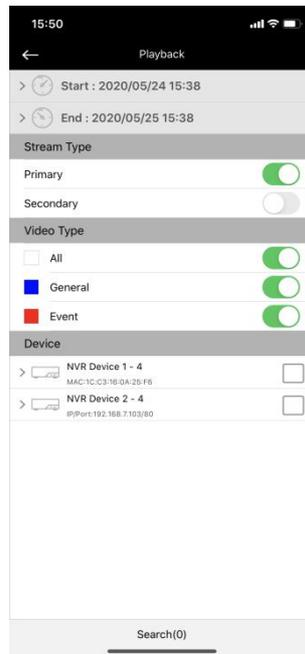 15:50
Playback
Start : 2020/05/24 15:38
End : 2020/05/25 15:38
Stream Type
Primary
Secondary
Video Type
All
General
Event
Device
NVR Device 1 - 4
MAC:1C:C3:16:0A:25:F6
NVR Device 2 - 4
IP/Port:192.168.7.103/80
Search(0)